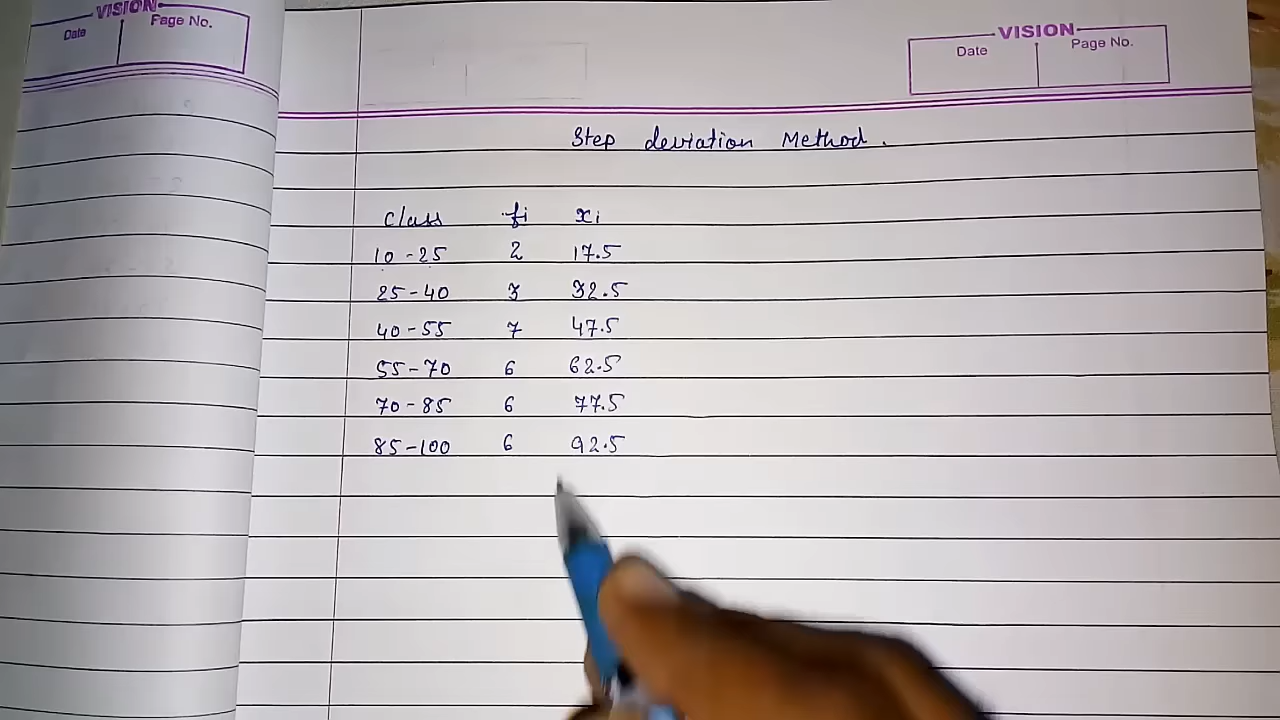 VISION
Date Page No.
VISION
Date Page No.
Step deviation Method.
class fi xi
10-25 2 17.5
25-40 3 32.5
40-55 7 47.5
55-70 6 62.5
70-85 6 77.5
85-100 6 92.5